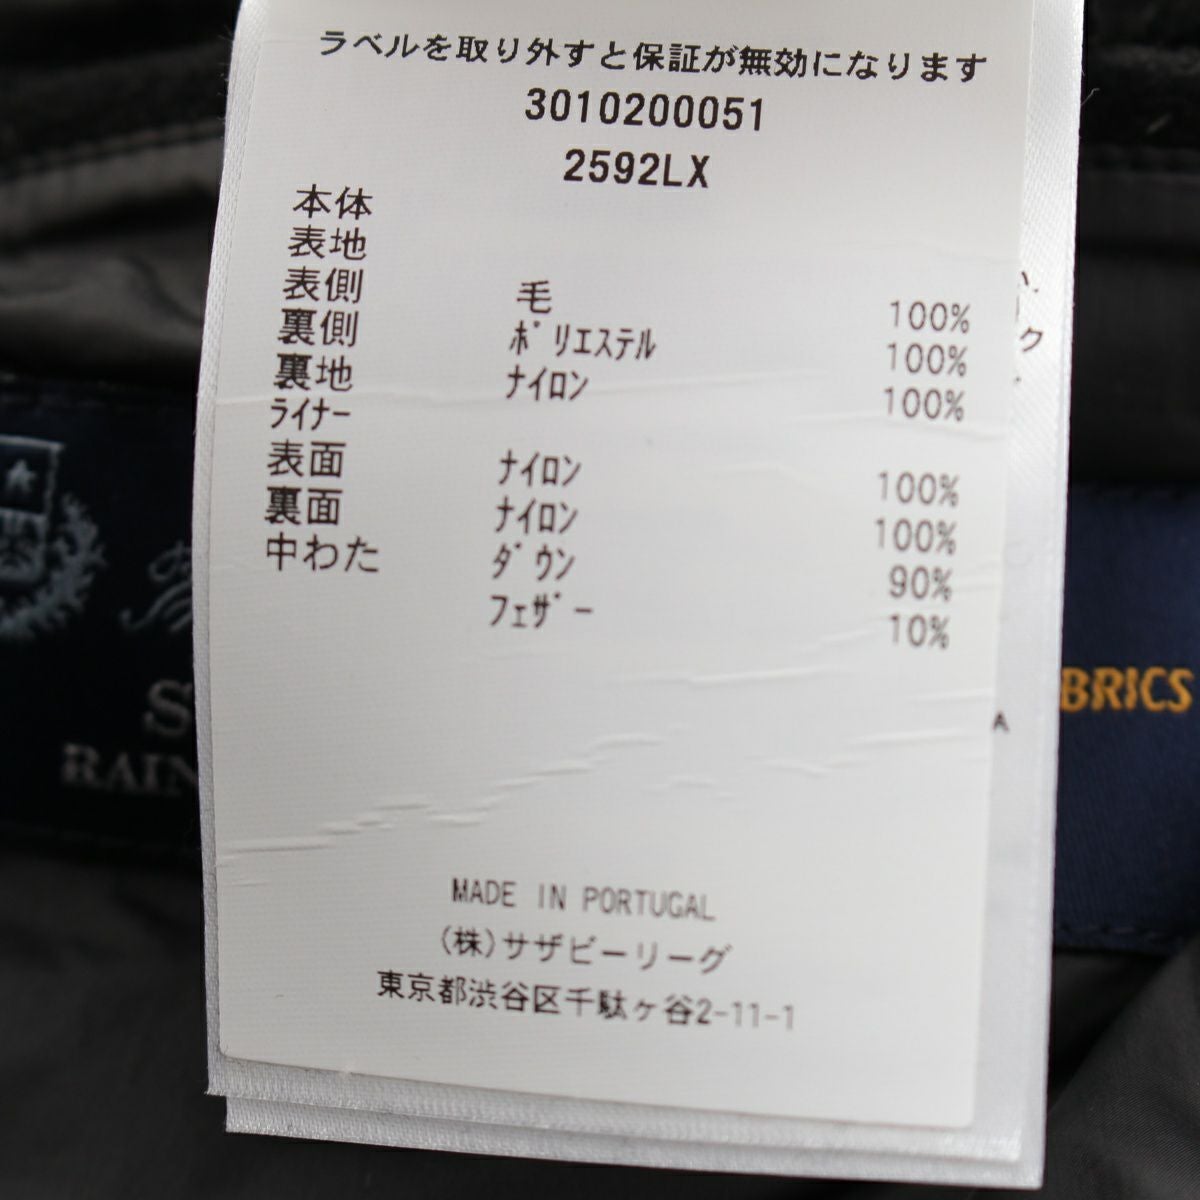 ラベルを取り外すと保証が無効になります
3010200051
2592LX
本体
表地
表側 毛 100%
裏側 ポリエステル 100%
裏地 ナイロン 100%
ライナー
表面 ナイロン 100%
裏面 ナイロン 100%
中わた ダウン 90%
フェザー 10%
MADE IN PORTUGAL
(株)サザビーリーグ
東京都渋谷区千駄ヶ谷2-11-1
ク
A
BRICS
S
RAIN